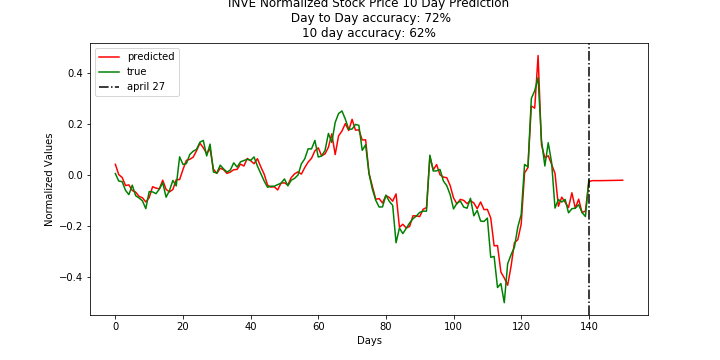 INVE Normalized Stock Price 10 Day Prediction
Day to Day accuracy: 72%
10 day accuracy: 62%
predicted
true
april 27
Normalized Values
0.4
0.2
0.0
−0.2
−0.4
0 20 40 60 80 100 120 140
Days